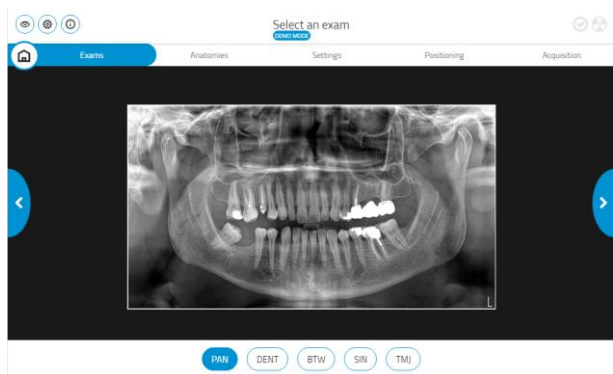 Select an exam
DEMO MODE
Exams Anatomies Settings Positioning Acquisition
L
PAN DENT BTW SIN TMJ